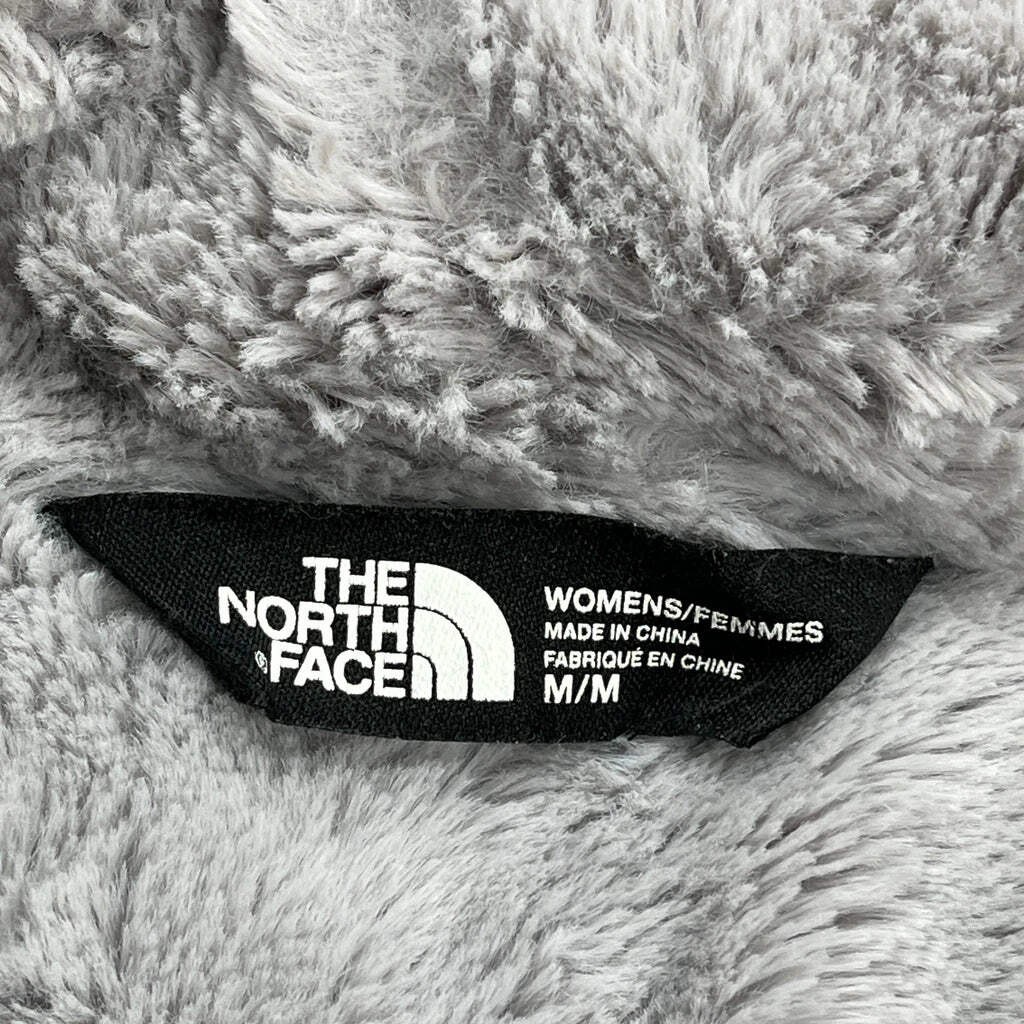 THE
NORTH
FACE
WOMENS/FEMMES
MADE IN CHINA
FABRIQUÉ EN CHINE
M/M